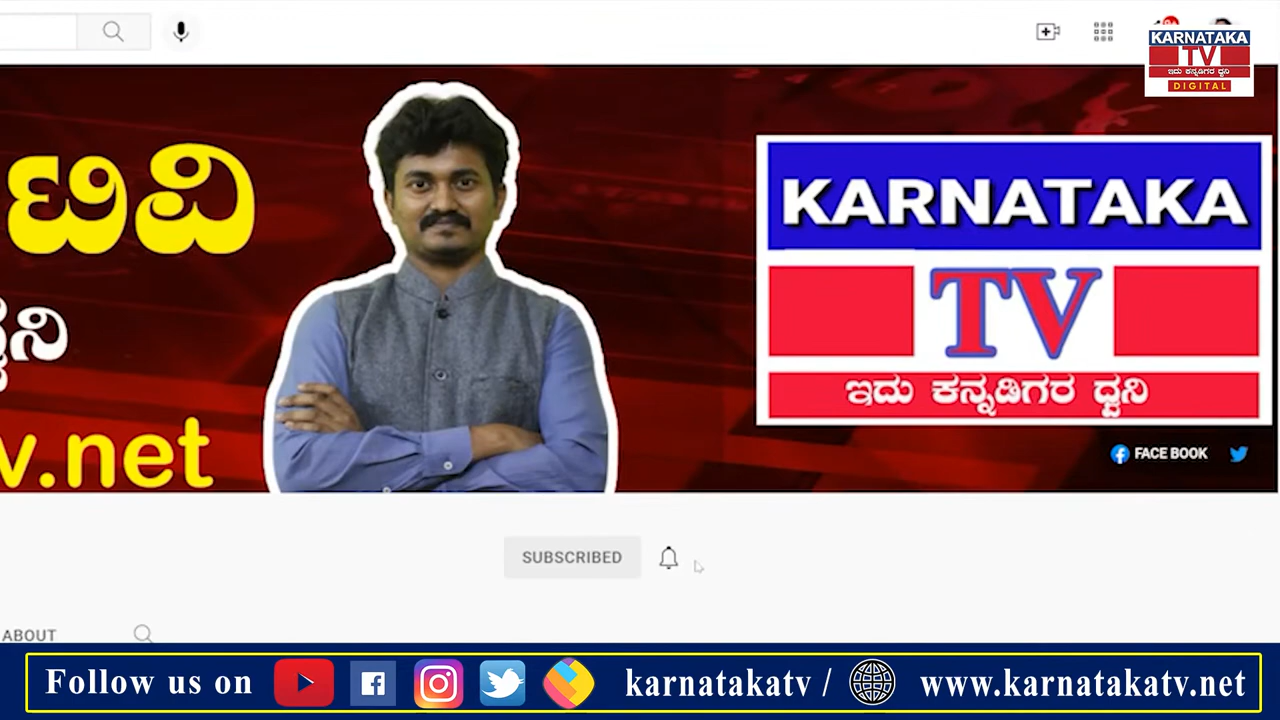 KARNATAKA
TV
ಇದು ಕನ್ನಡಿಗರ ಧ್ವನಿ
DIGITAL
ಟಿವಿ
v.net
KARNATAKA
TV
ಇದು ಕನ್ನಡಿಗರ ಧ್ವನಿ
FACE BOOK
SUBSCRIBED
ABOUT
Follow us on karnatakatv / www.karnatakatv.net